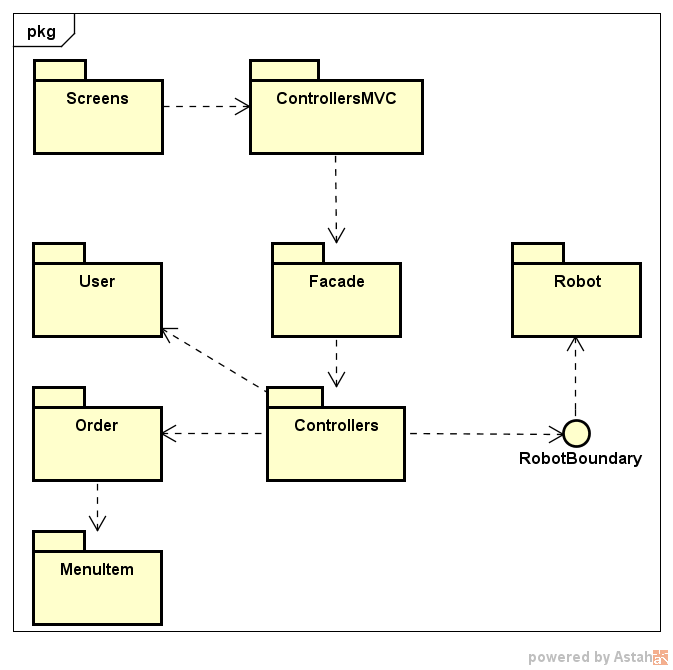 pkg
Screens
ControllersMVC
User
Facade
Robot
Order
Controllers
RobotBoundary
MenuItem
powered by Astah